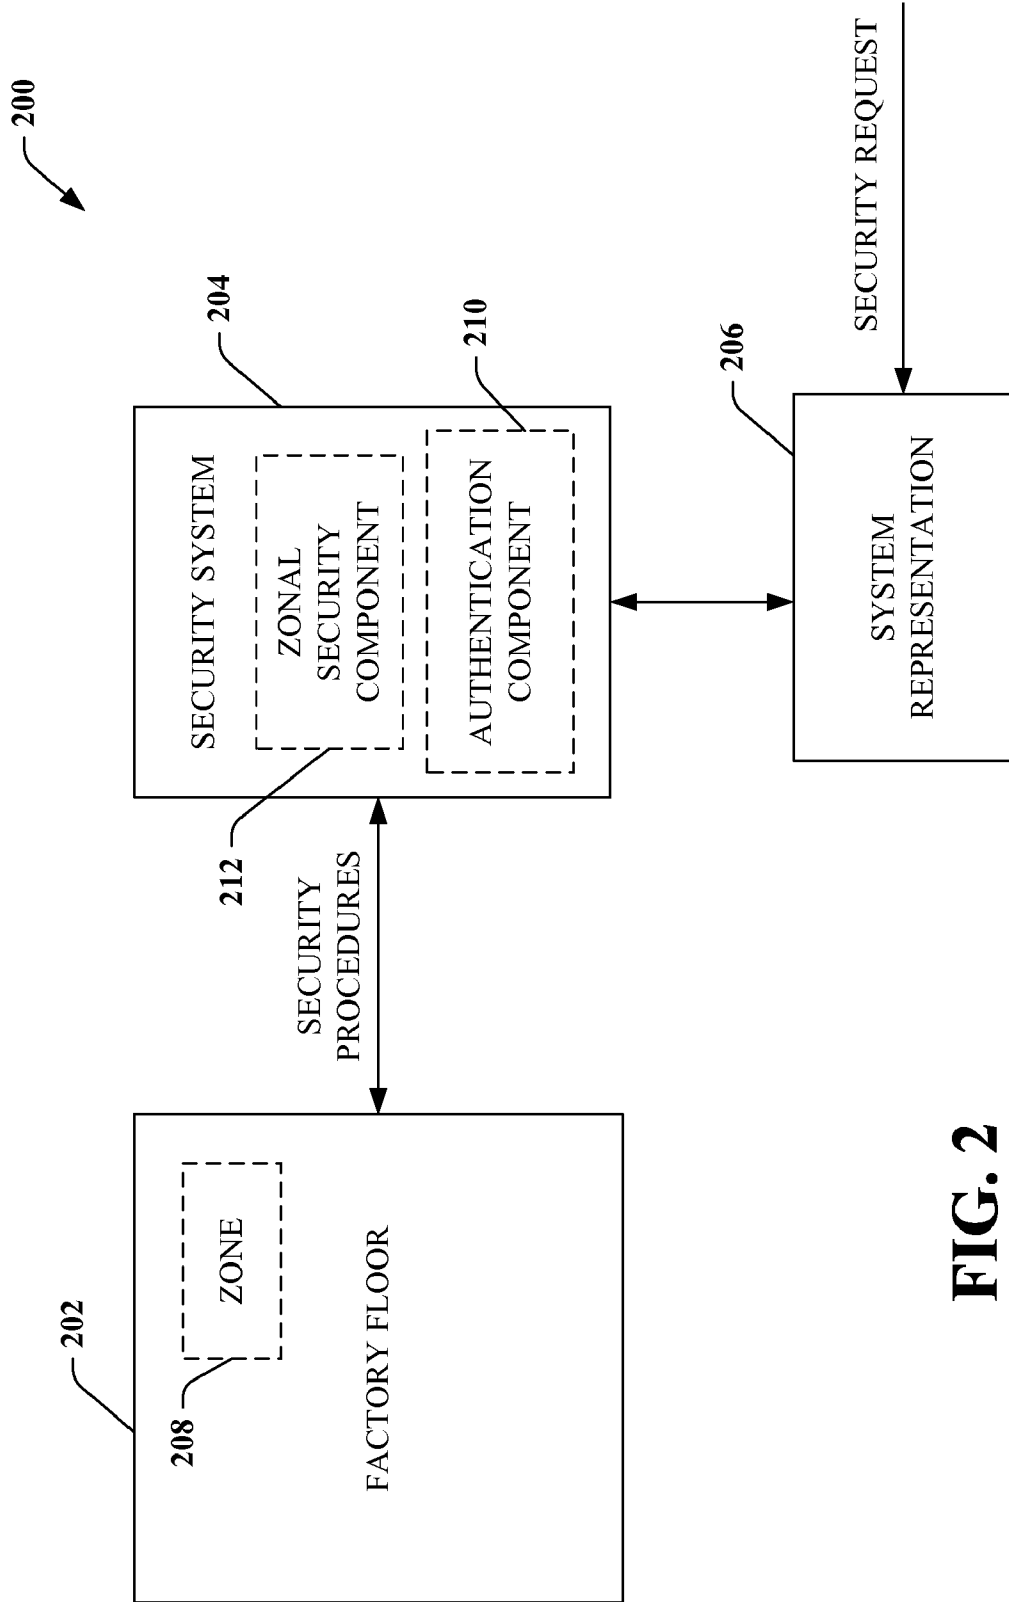 200
202
208
ZONE
FACTORY FLOOR
SECURITY
PROCEDURES
204
SECURITY SYSTEM
212
ZONAL
SECURITY
COMPONENT
210
AUTHENTICATION
COMPONENT
206
SYSTEM
REPRESENTATION
SECURITY REQUEST
FIG. 2